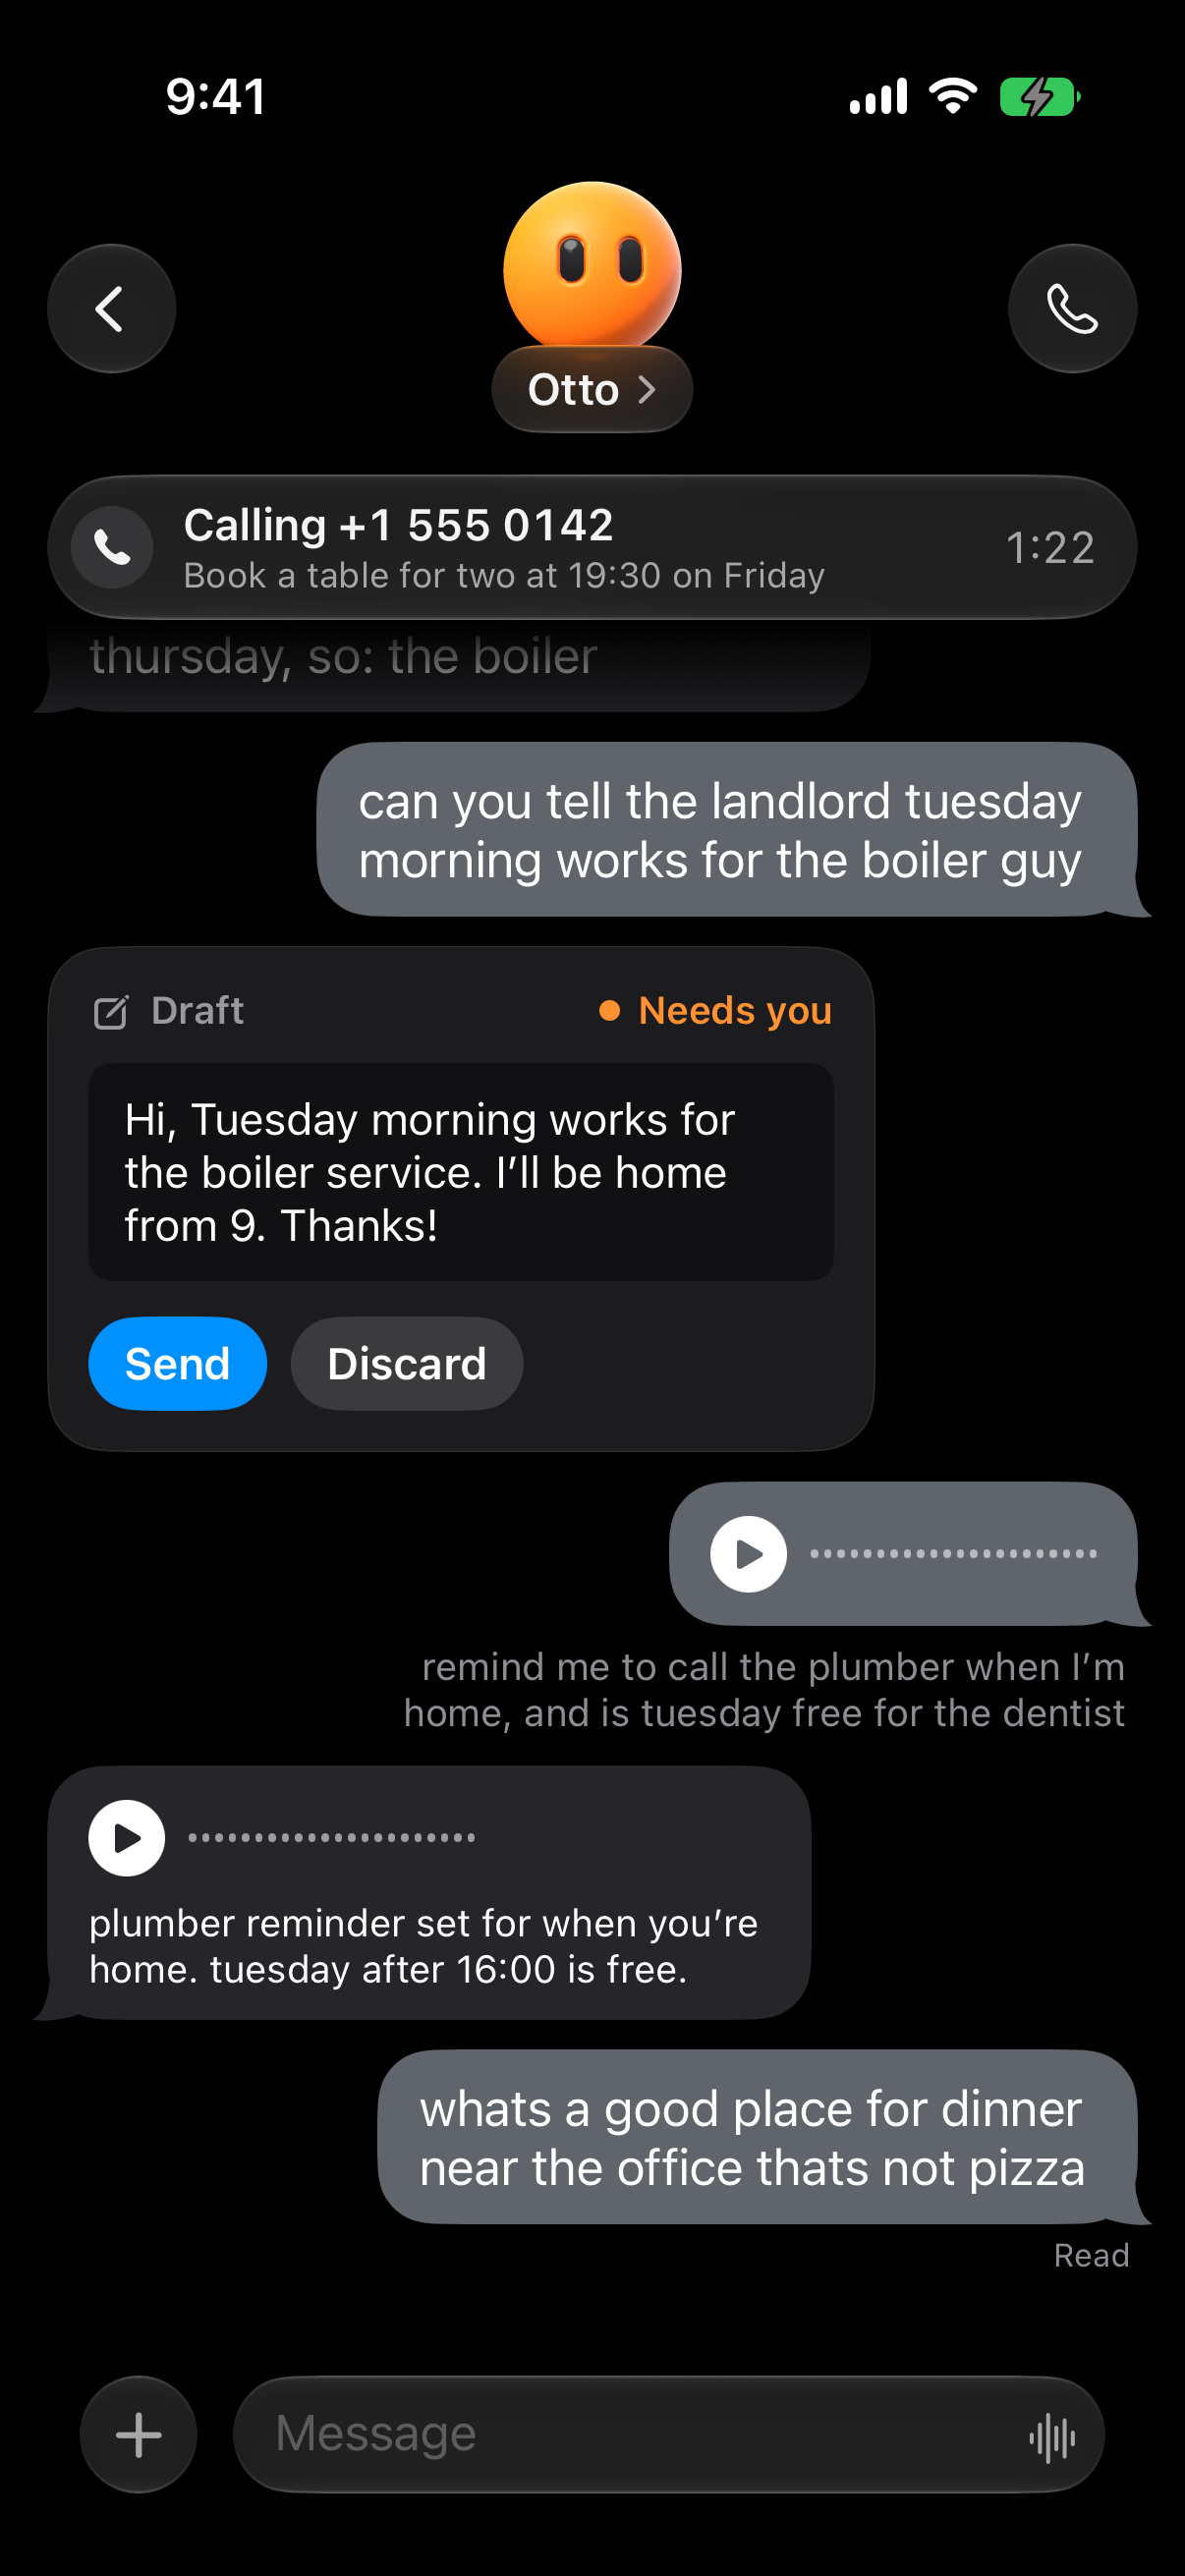 9:41
Otto
Calling +1 555 0142
Book a table for two at 19:30 on Friday
1:22
thursday, so: the boiler
can you tell the landlord tuesday
morning works for the boiler guy
Draft
Needs you
Hi, Tuesday morning works for
the boiler service. I’ll be home
from 9. Thanks!
Send
Discard
remind me to call the plumber when I’m
home, and is tuesday free for the dentist
plumber reminder set for when you’re
home. tuesday after 16:00 is free.
whats a good place for dinner
near the office thats not pizza
Read
Message